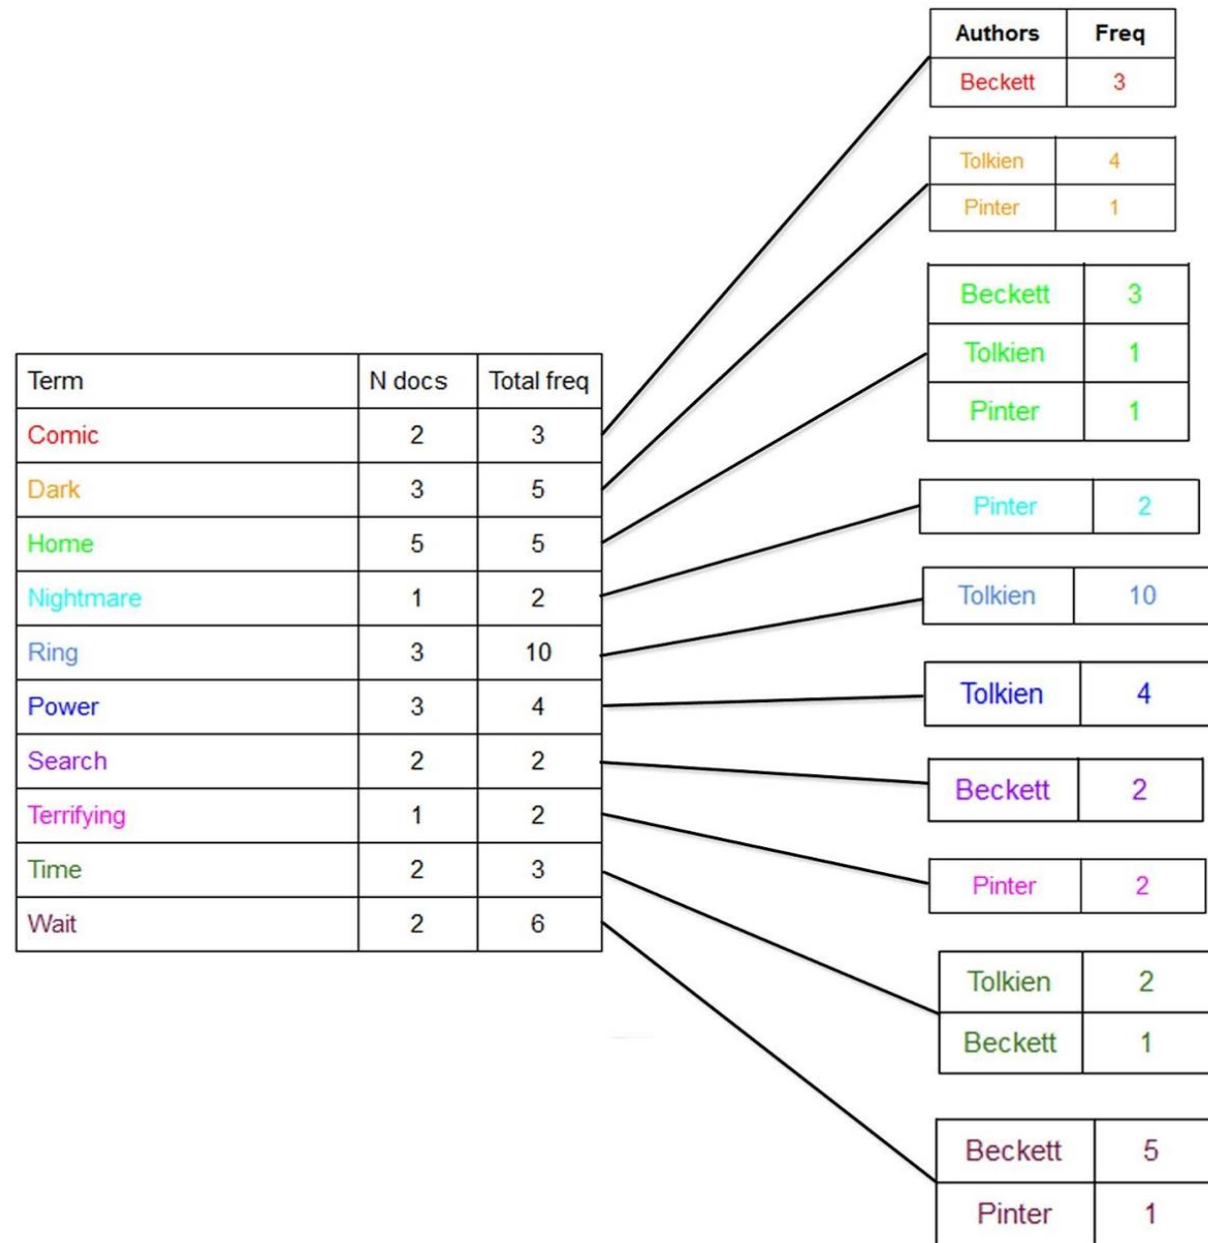 Authors Freq
Beckett 3
Tolkien 4
Pinter 1
Beckett 3
Tolkien 1
Pinter 1
Term N docs Total freq
Comic 2 3
Dark 3 5
Home 5 5
Nightmare 1 2
Ring 3 10
Power 3 4
Search 2 2
Terrifying 1 2
Time 2 3
Wait 2 6
Pinter 2
Tolkien 10
Tolkien 4
Beckett 2
Pinter 2
Tolkien 2
Beckett 1
Beckett 5
Pinter 1